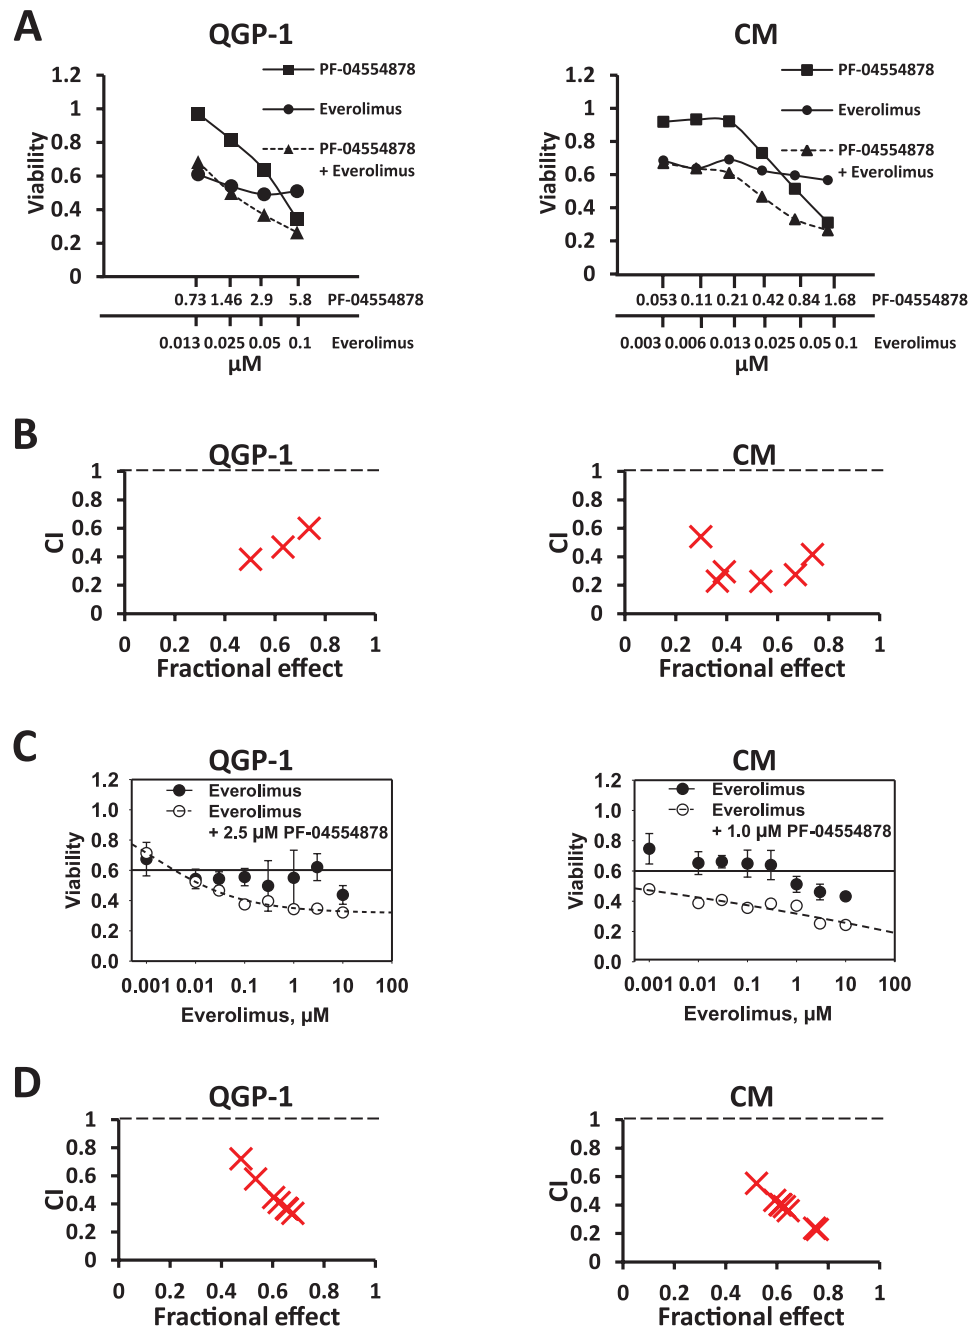 A
QGP-1
PF-04554878
Everolimus
PF-04554878
+ Everolimus
Viability
1.2
1
0.8
0.6
0.4
0.2
0
0.73 1.46 2.9 5.8 PF-04554878
0.013 0.025 0.05 0.1 Everolimus
µM
CM
PF-04554878
Everolimus
PF-04554878
+ Everolimus
Viability
1.2
1
0.8
0.6
0.4
0.2
0
0.053 0.11 0.21 0.42 0.84 1.68 PF-04554878
0.003 0.006 0.013 0.025 0.05 0.1 Everolimus
µM
B
QGP-1
CI
1
0.8
0.6
0.4
0.2
0
0 0.2 0.4 0.6 0.8 1
Fractional effect
CM
CI
1
0.8
0.6
0.4
0.2
0
0 0.2 0.4 0.6 0.8 1
Fractional effect
C
QGP-1
Everolimus
Everolimus
+ 2.5 µM PF-04554878
Viability
1.2
1.0
0.8
0.6
0.4
0.2
0.0
0.001 0.01 0.1 1 10 100
Everolimus, µM
CM
Everolimus
Everolimus
+ 1.0 µM PF-04554878
Viability
1.2
1.0
0.8
0.6
0.4
0.2
0.0
0.001 0.01 0.1 1 10 100
Everolimus, µM
D
QGP-1
CI
1
0.8
0.6
0.4
0.2
0
0 0.2 0.4 0.6 0.8 1
Fractional effect
CM
CI
1
0.8
0.6
0.4
0.2
0
0 0.2 0.4 0.6 0.8 1
Fractional effect